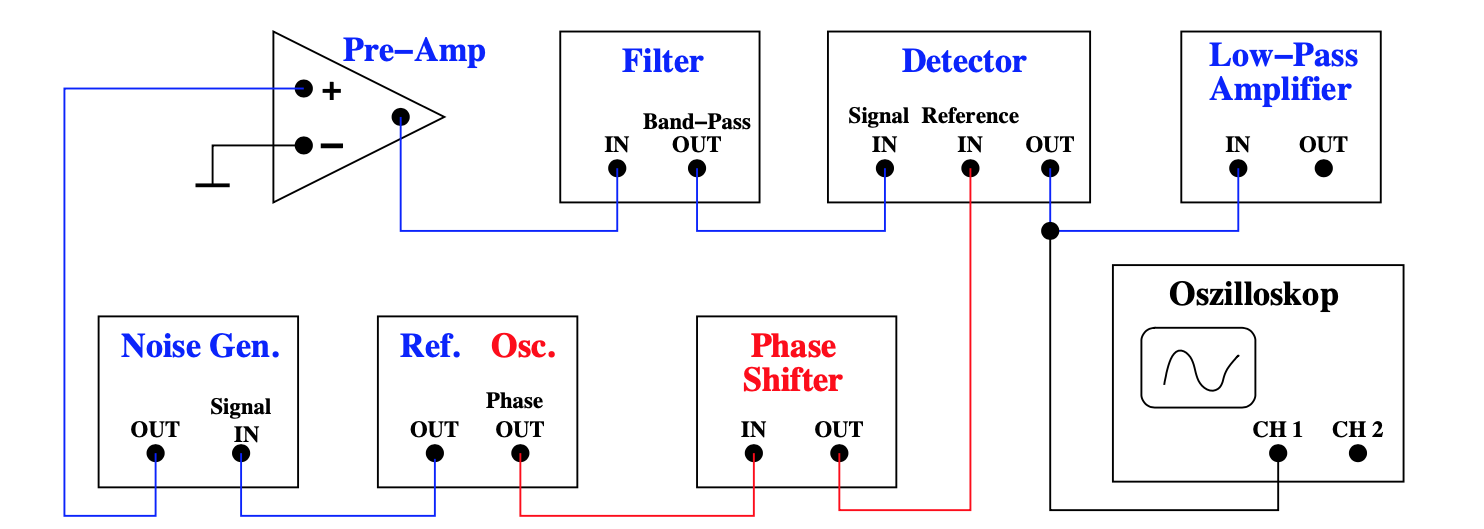 Pre−Amp
+
−
Filter
Band−Pass
IN OUT
Detector
Signal Reference
IN IN OUT
Low−Pass
Amplifier
IN OUT
Noise Gen.
Signal
OUT IN
Ref. Osc.
Phase
OUT OUT
Phase
Shifter
IN OUT
Oszilloskop
CH 1 CH 2